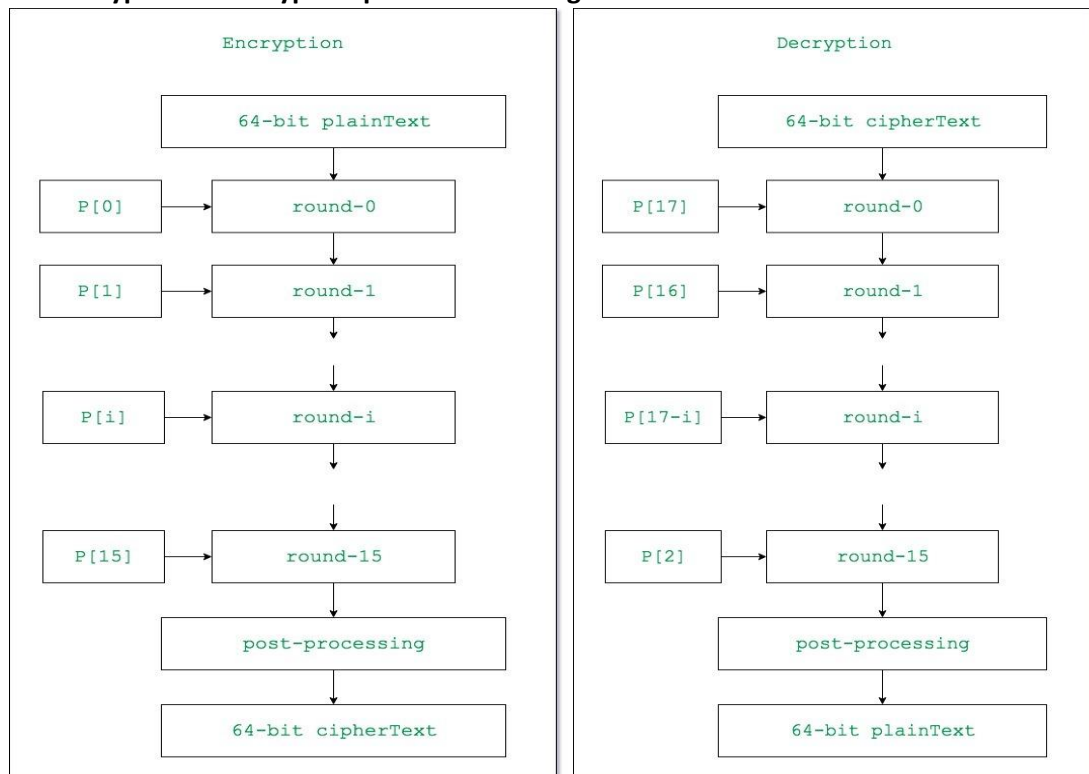 Encryption
64-bit plainText
P[0]
round-0
P[1]
round-1
P[i]
round-i
P[15]
round-15
post-processing
64-bit cipherText
Decryption
64-bit cipherText
P[17]
round-0
P[16]
round-1
P[17-i]
round-i
P[2]
round-15
post-processing
64-bit plainText